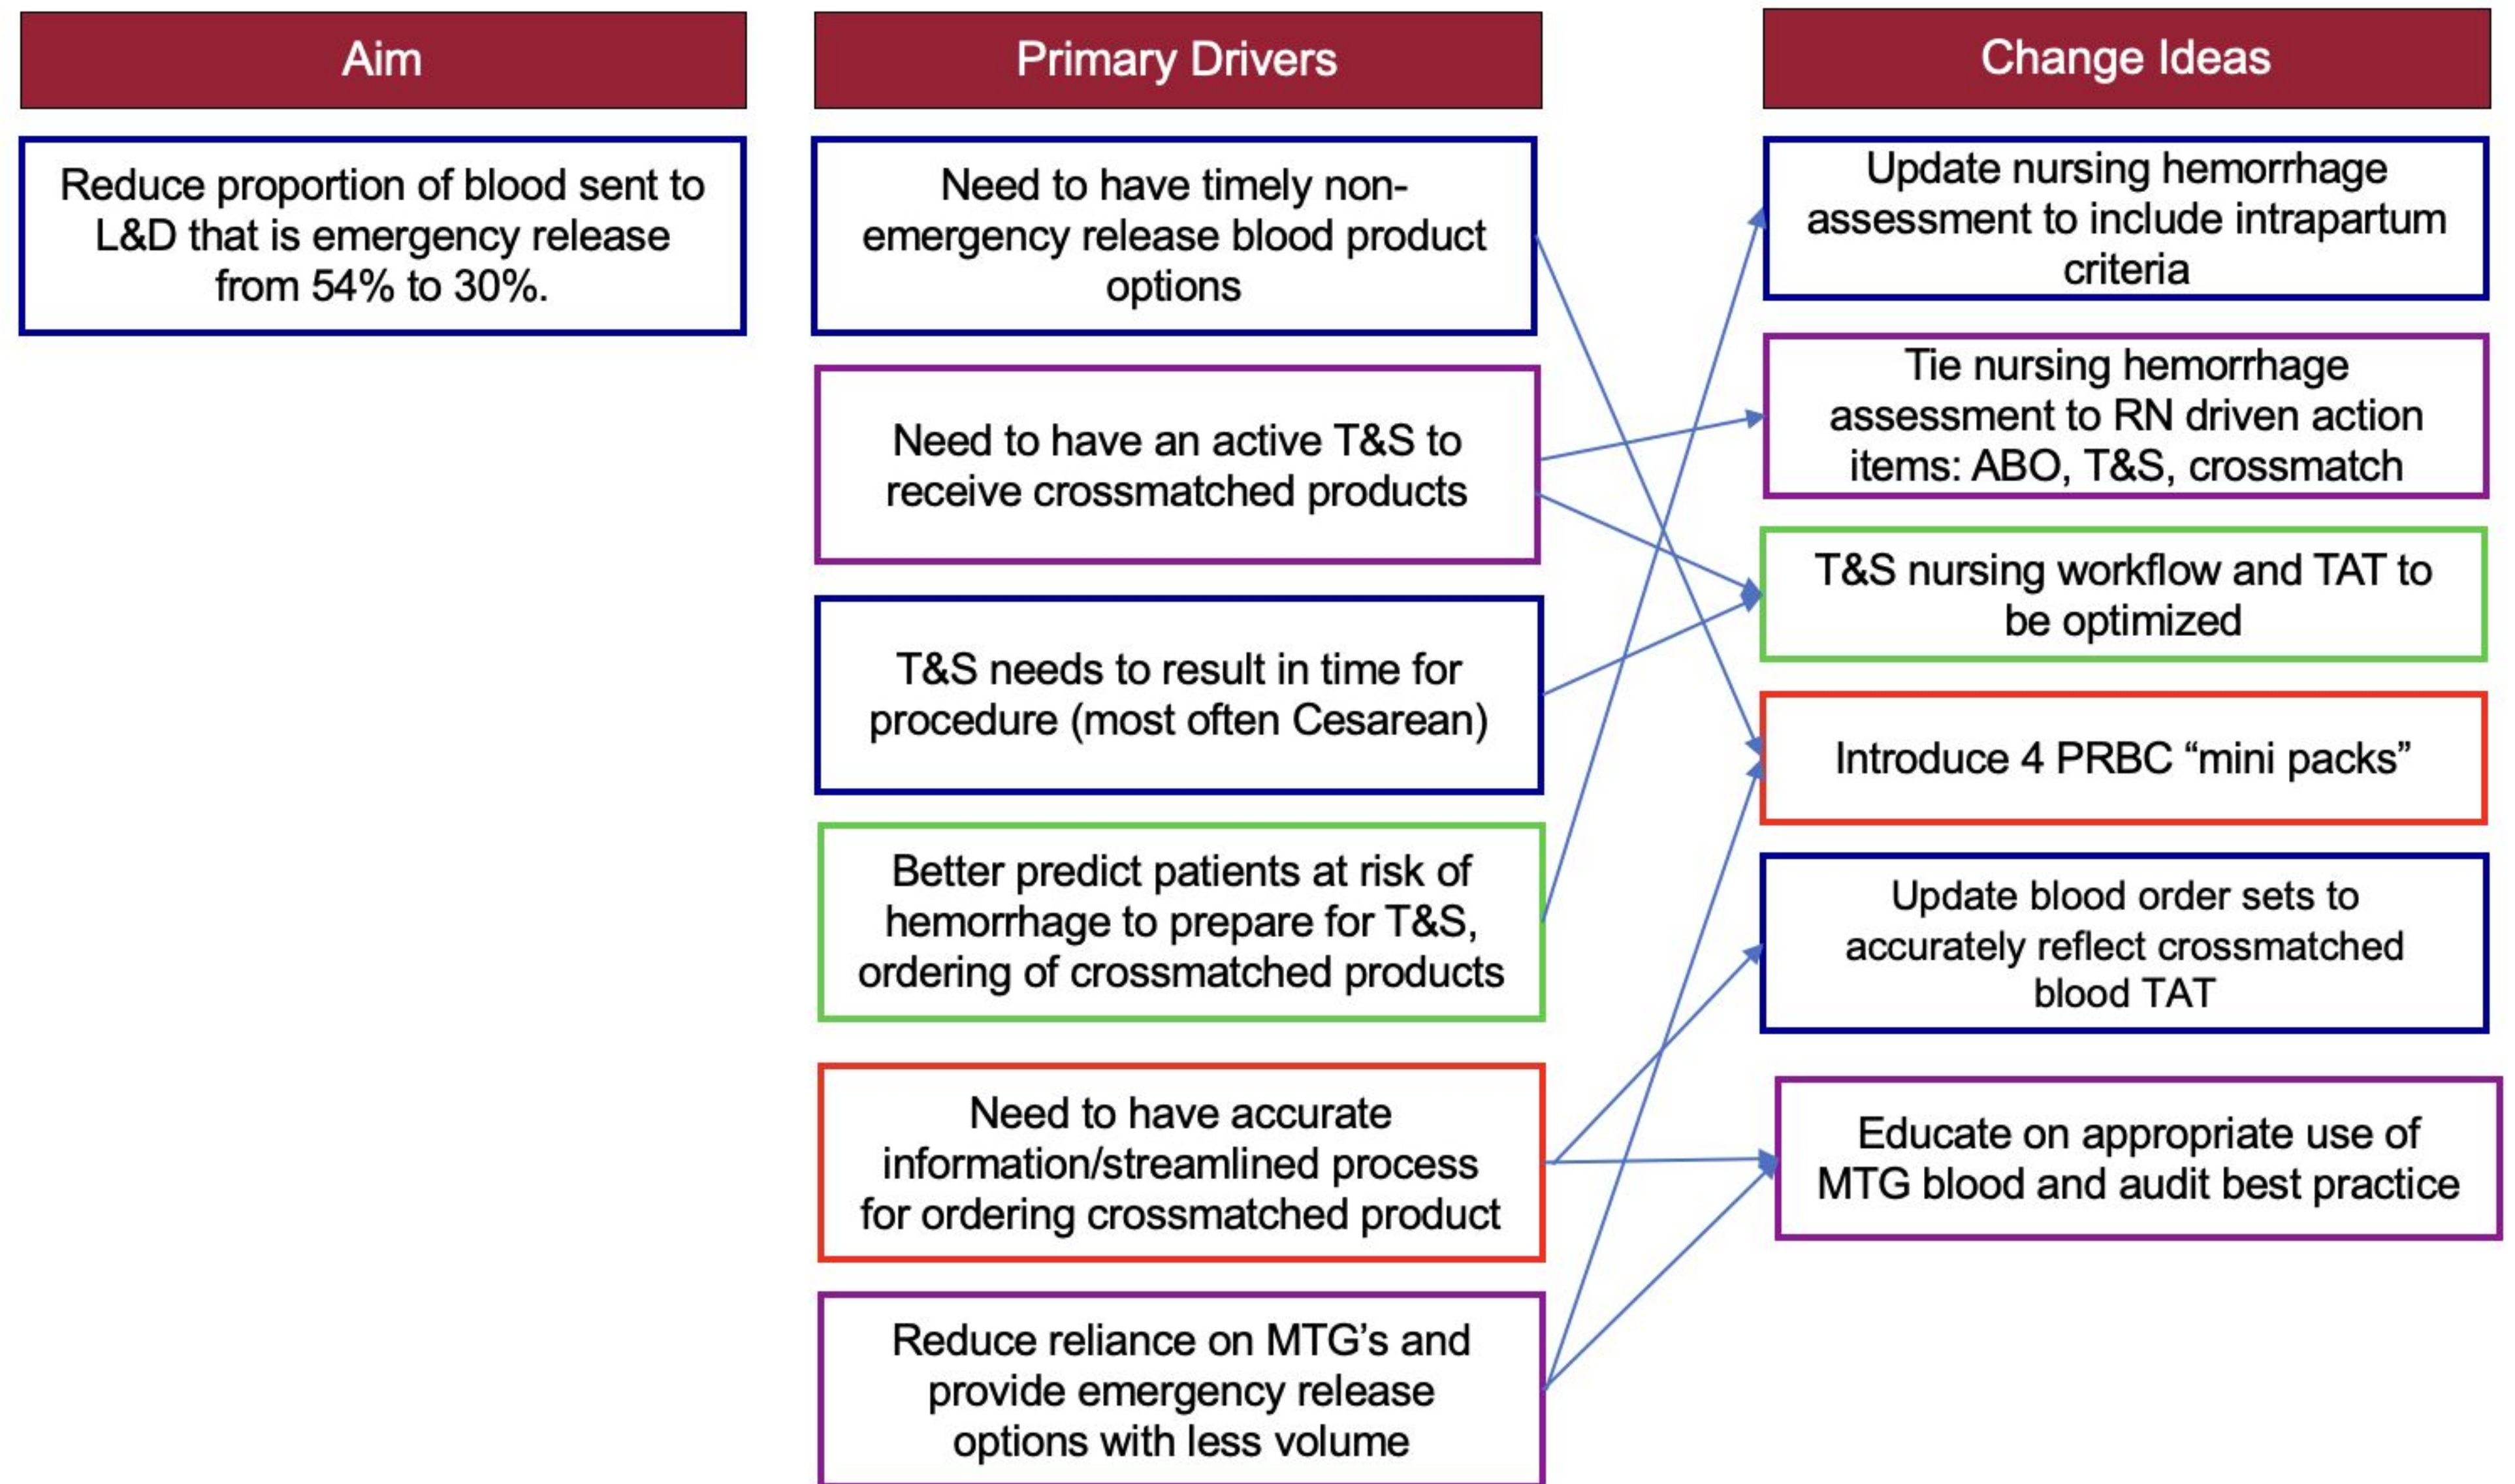 Aim
Reduce proportion of blood sent to
L&D that is emergency release
from 54% to 30%.
Primary Drivers
Need to have timely non-
emergency release blood product
options
Need to have an active T&S to
receive crossmatched products
T&S needs to result in time for
procedure (most often Cesarean)
Better predict patients at risk of
hemorrhage to prepare for T&S,
ordering of crossmatched products
Need to have accurate
information/streamlined process
for ordering crossmatched product
Reduce reliance on MTG’s and
provide emergency release
options with less volume
Change Ideas
Update nursing hemorrhage
assessment to include intrapartum
criteria
Tie nursing hemorrhage
assessment to RN driven action
items: ABO, T&S, crossmatch
T&S nursing workflow and TAT to
be optimized
Introduce 4 PRBC “mini packs”
Update blood order sets to
accurately reflect crossmatched
blood TAT
Educate on appropriate use of
MTG blood and audit best practice